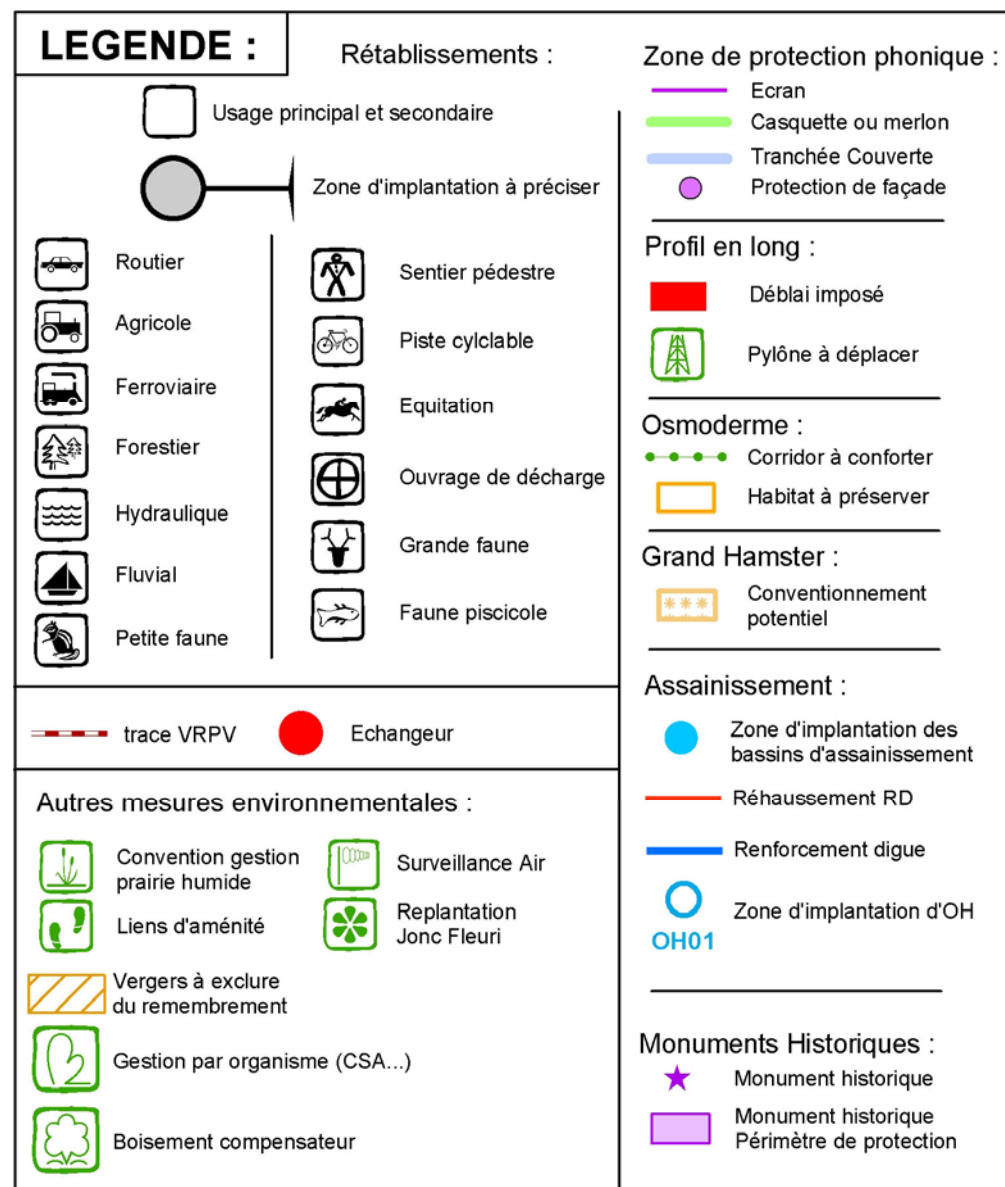 LEGENDE :
Rétablissements :
Usage principal et secondaire
Zone d'implantation à préciser
Routier
Agricole
Ferroviaire
Forestier
Hydraulique
Fluvial
Petite faune
Sentier pédestre
Piste cylclable
Equitation
Ouvrage de décharge
Grande faune
Faune piscicole
trace VRPV
Echangeur
Autres mesures environnementales :
Convention gestion
prairie humide
Surveillance Air
Liens d'aménité
Replantation
Jonc Fleuri
Vergers à exclure
du remembrement
Gestion par organisme (CSA...)
Boisement compensateur
Zone de protection phonique :
Ecran
Casquette ou merlon
Tranchée Couverte
Protection de façade
Profil en long :
Déblai imposé
Pylône à déplacer
Osmoderme :
Corridor à conforter
Habitat à préserver
Grand Hamster :
Conventionnement
potentiel
Assainissement :
Zone d'implantation des
bassins d'assainissement
Réhaussement RD
Renforcement digue
Zone d'implantation d'OH
OH01
Monuments Historiques :
Monument historique
Monument historique
Périmètre de protection